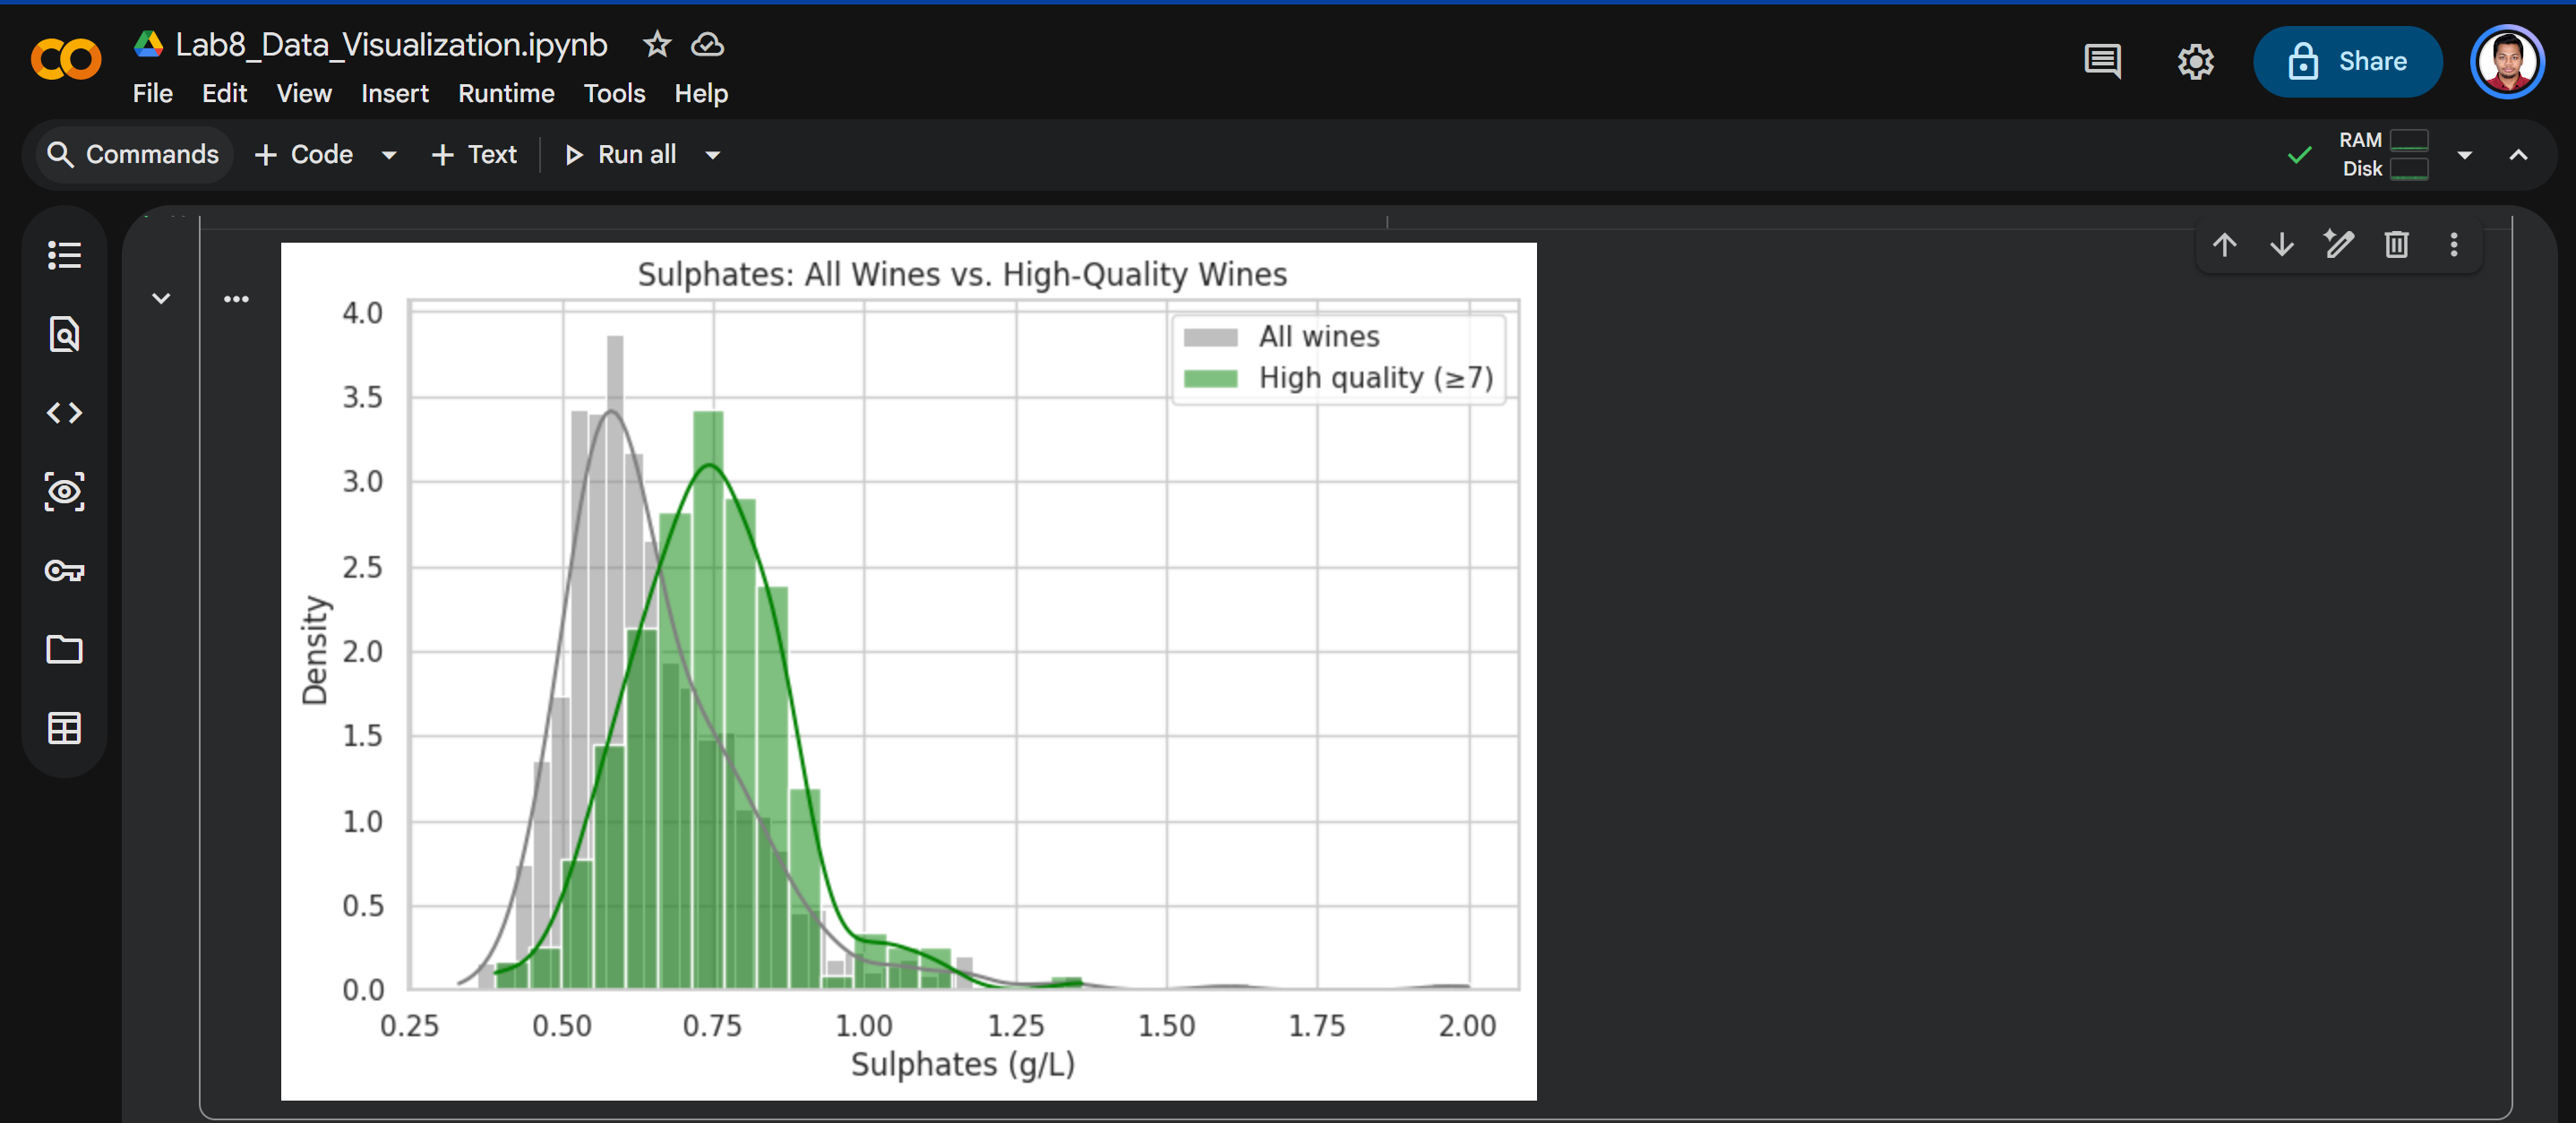 Lab8_Data_Visualization.ipynb
File Edit View Insert Runtime Tools Help
Share
Commands + Code + Text Run all
RAM
Disk
Sulphates: All Wines vs. High-Quality Wines
All wines
High quality (≥7)
4.0
3.5
3.0
2.5
2.0
1.5
1.0
0.5
0.0
Density
0.25 0.50 0.75 1.00 1.25 1.50 1.75 2.00
Sulphates (g/L)